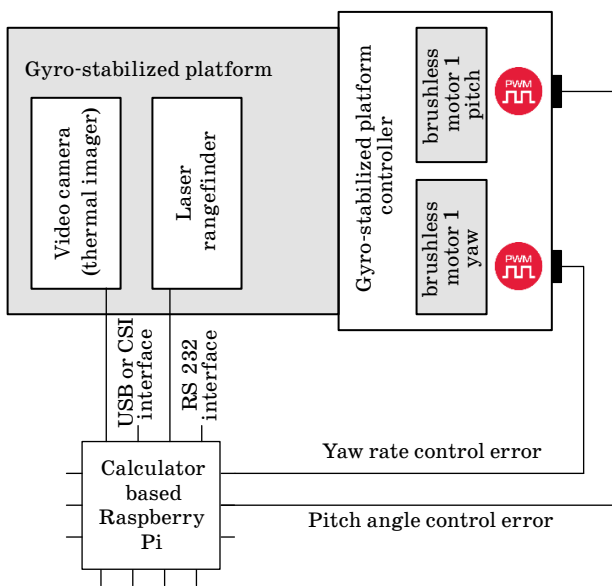 Gyro-stabilized platform
Video camera
(thermal imager)
Laser
rangefinder
Gyro-stabilized platform
controller
brushless
motor 1
pitch
PWM
brushless
motor 1
yaw
PWM
USB or CSI
interface
RS 232
interface
Calculator
based
Raspberry
Pi
Yaw rate control error
Pitch angle control error